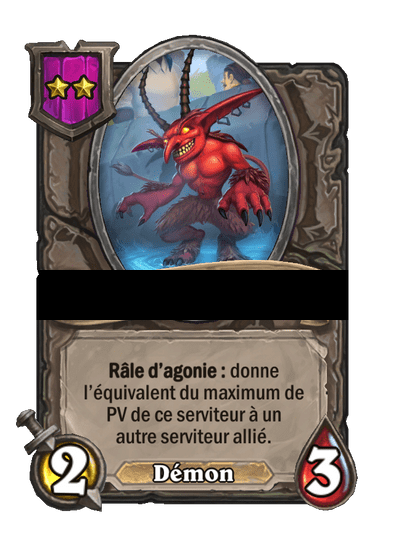 Râle d’agonie : donne
l’équivalent du maximum de
PV de ce serviteur à un
autre serviteur allié.
2
Démon
3